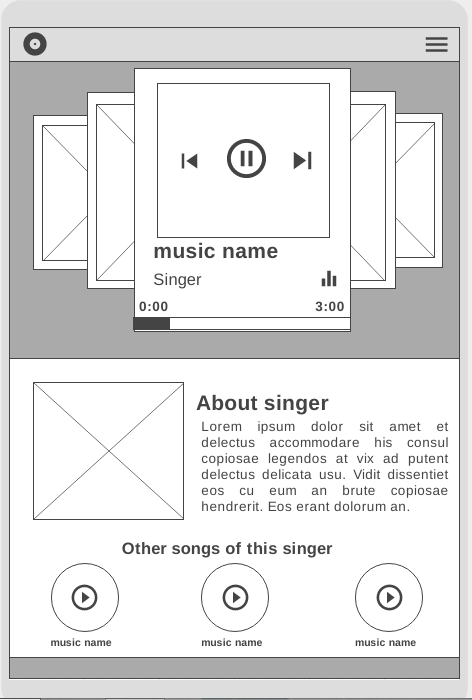 music name
Singer
0:00 3:00
About singer
Lorem ipsum dolor sit amet et
delectus accommodare his consul
copiosae legendos at vix ad putent
delectus delicata usu. Vidit dissentiet
eos cu eum an brute copiosae
hendrerit. Eos erant dolorum an.
Other songs of this singer
music name music name music name